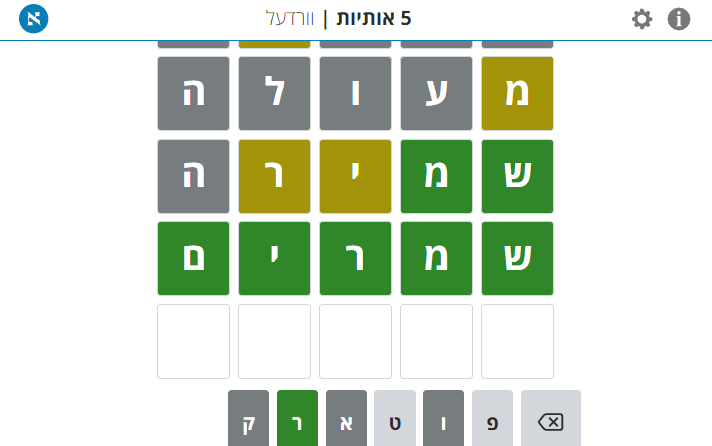 5 אותיות | וורדעל
א
מ ע ו ל ה
ש מ י ר ה
ש מ ר י ם
ק ר א ט ו פ